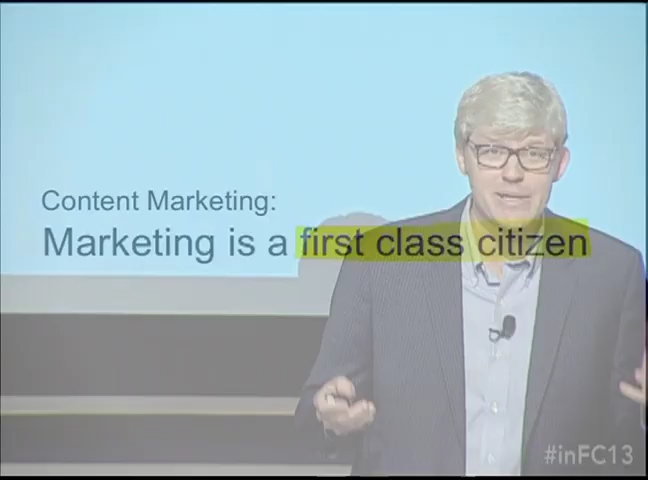 Content Marketing:
Marketing is a first class citizen
#inFC13